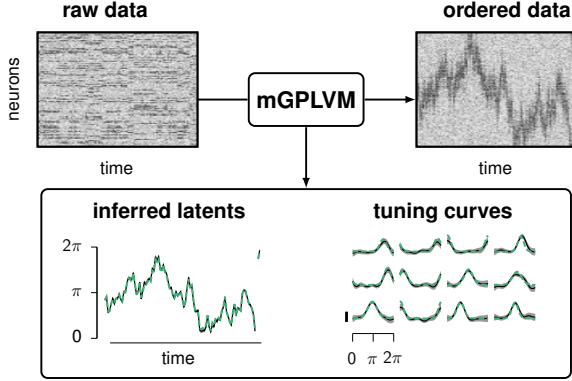 raw data
ordered data
neurons
mGPLVM
time
time
inferred latents
tuning curves
2π
π
0
time
0 π 2π